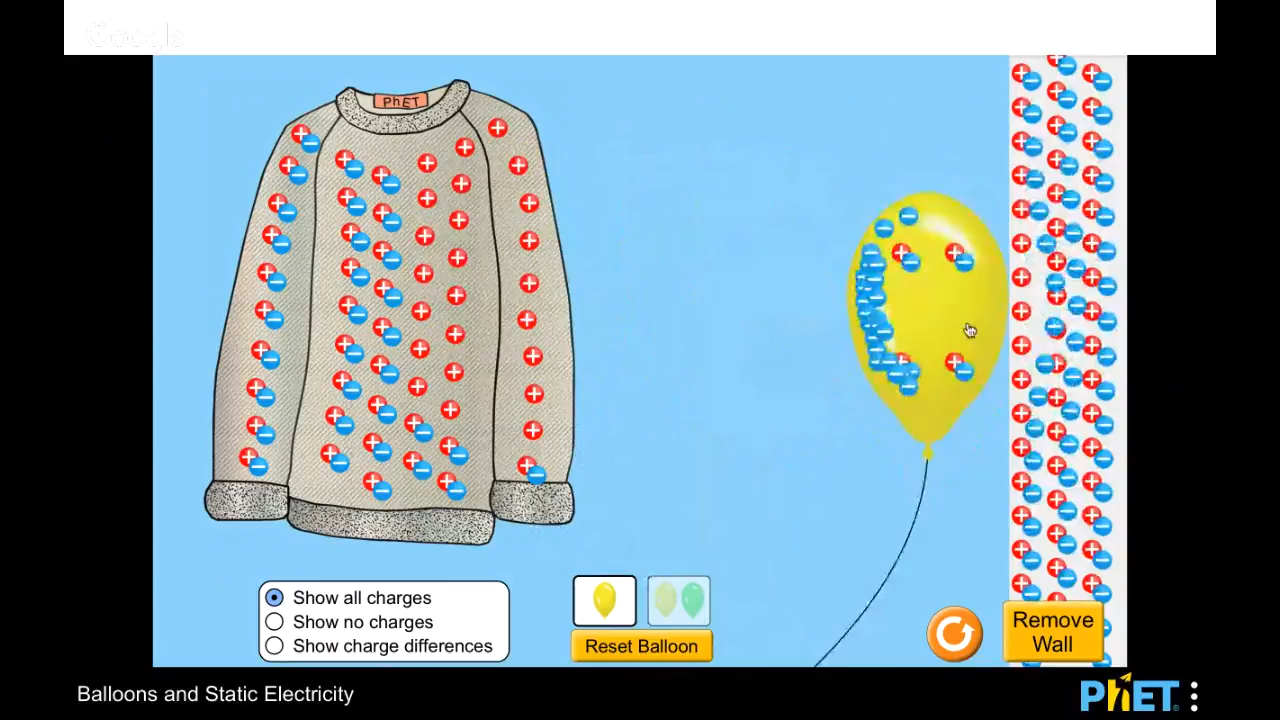 Google
PhET
Show all charges
Show no charges
Show charge differences
Reset Balloon
Remove
Wall
Balloons and Static Electricity
PhET